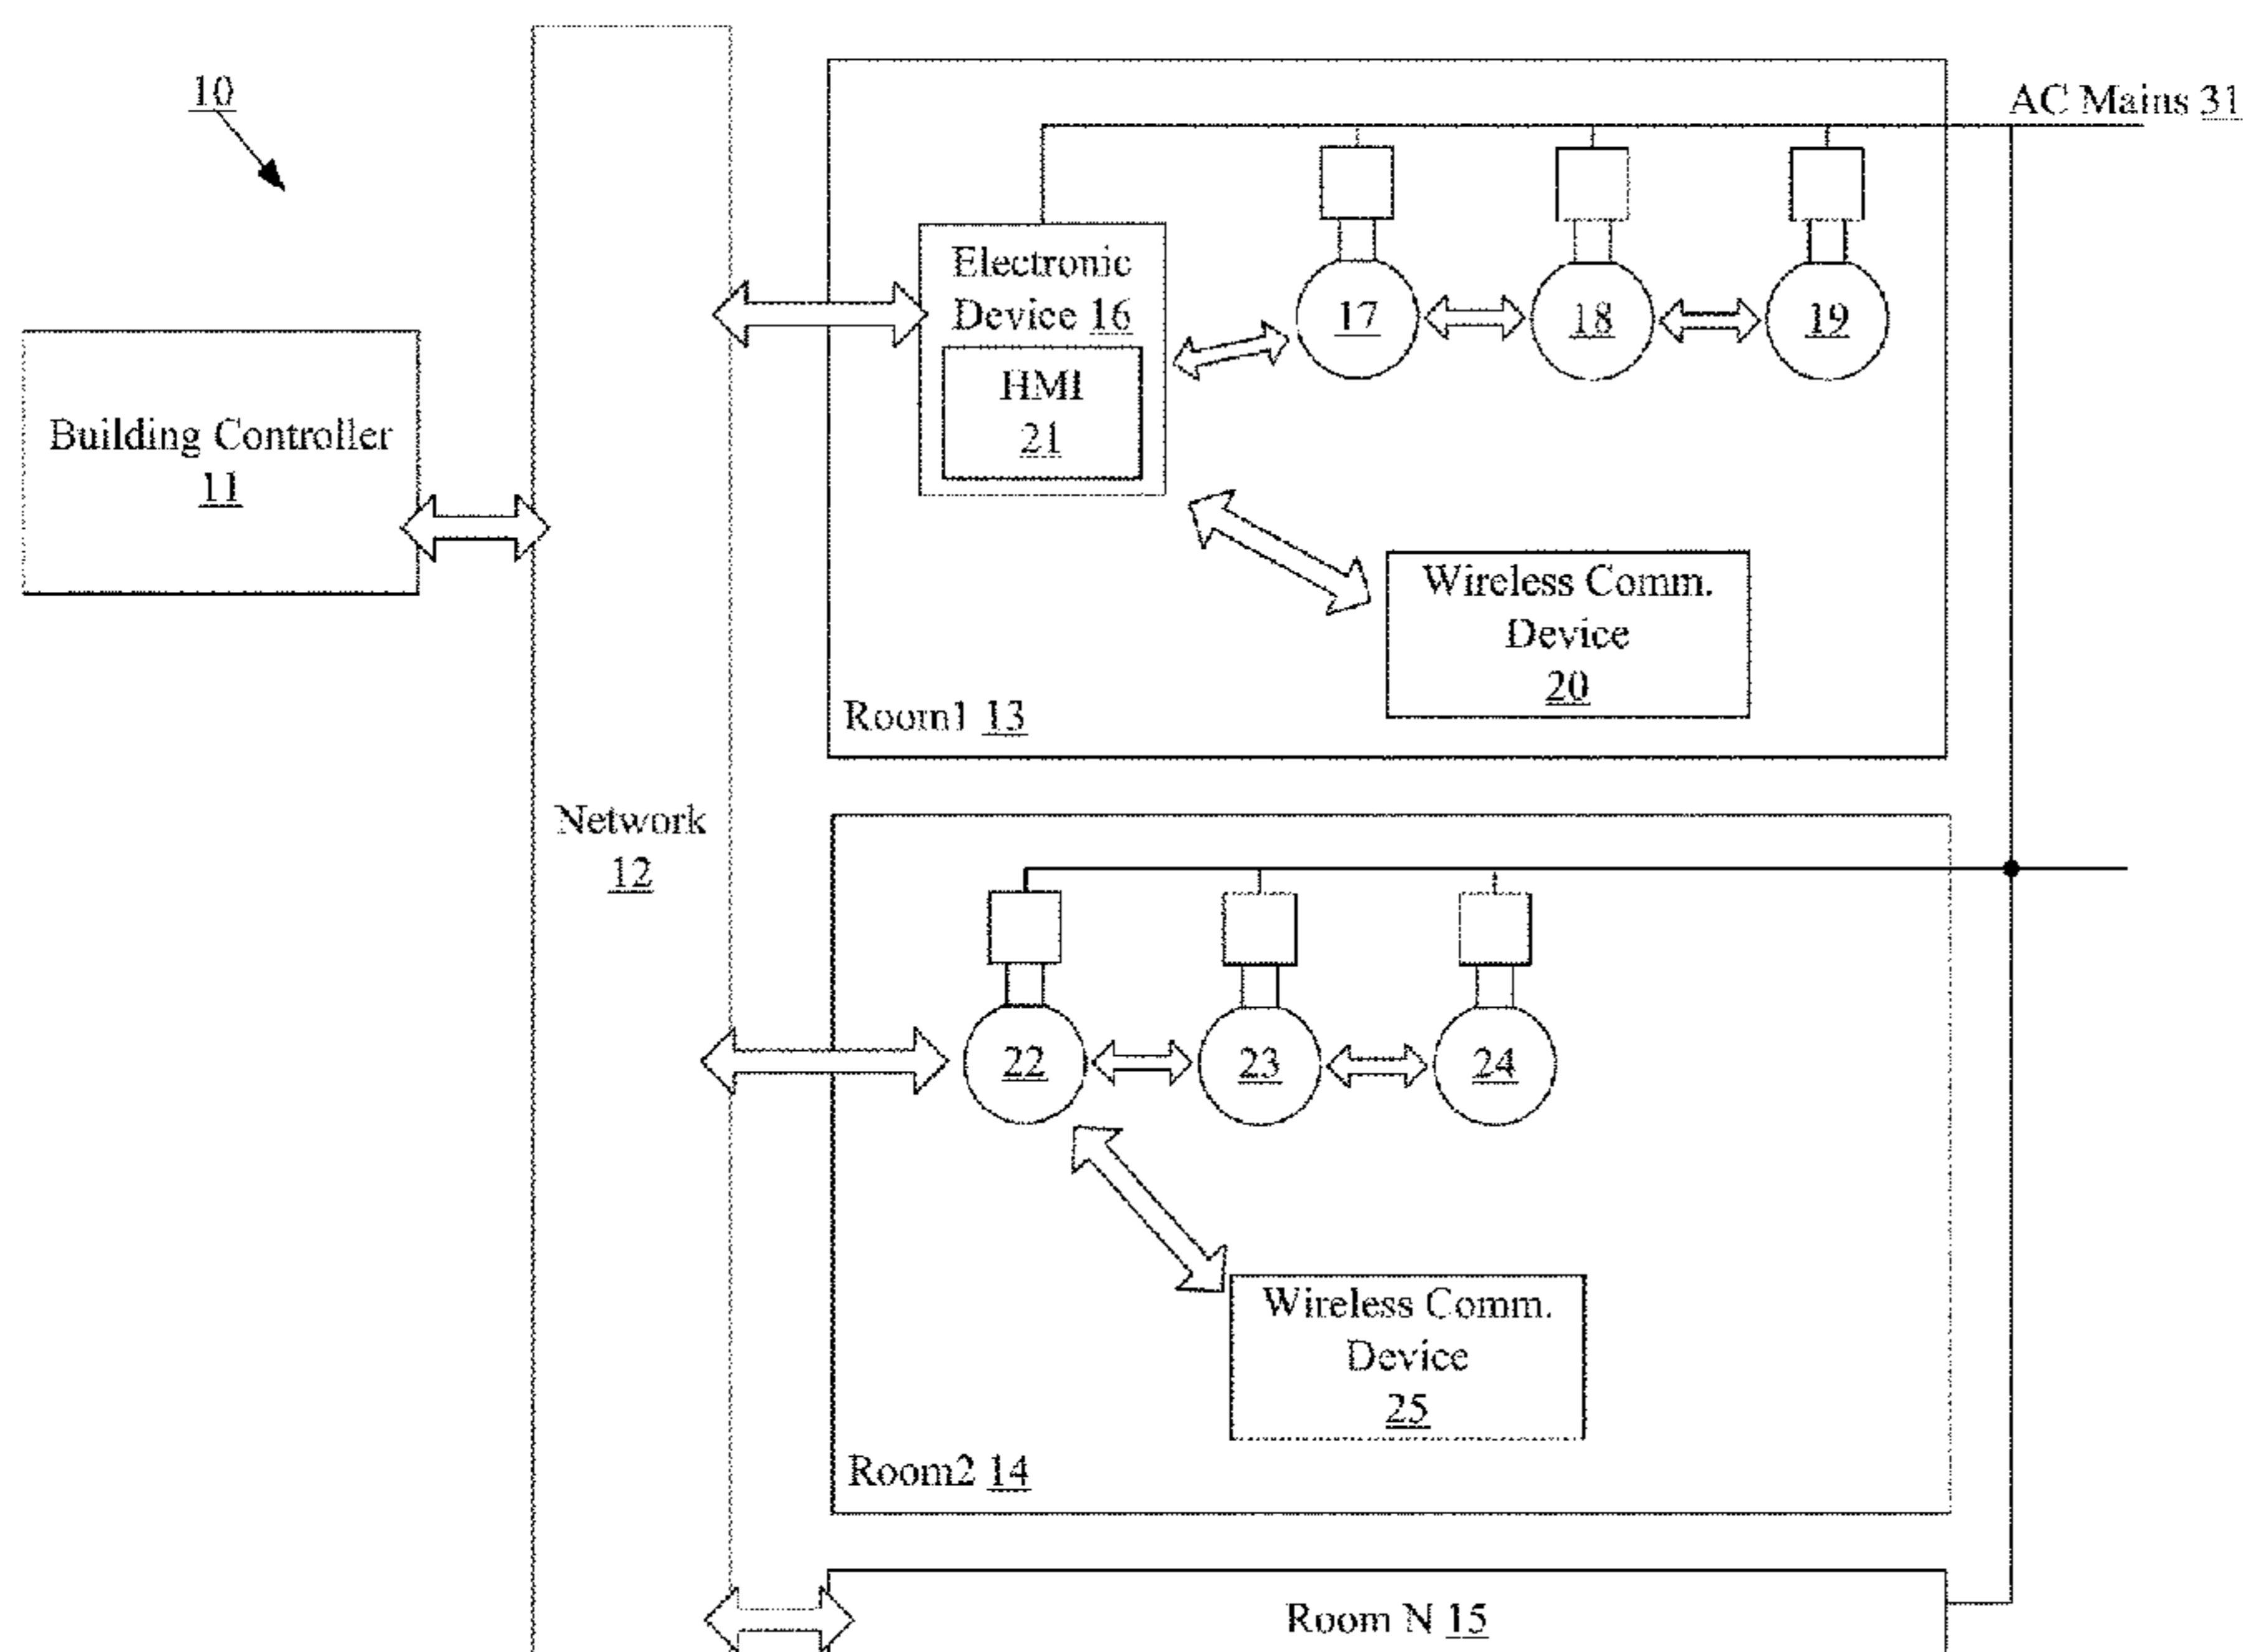 10
AC Mains 31
Electronic
Device 16
HMI
21
17
18
19
Building Controller
11
Wireless Comm.
Device
20
Room1 13
Network
12
22
23
24
Wireless Comm.
Device
25
Room2 14
Room N 15